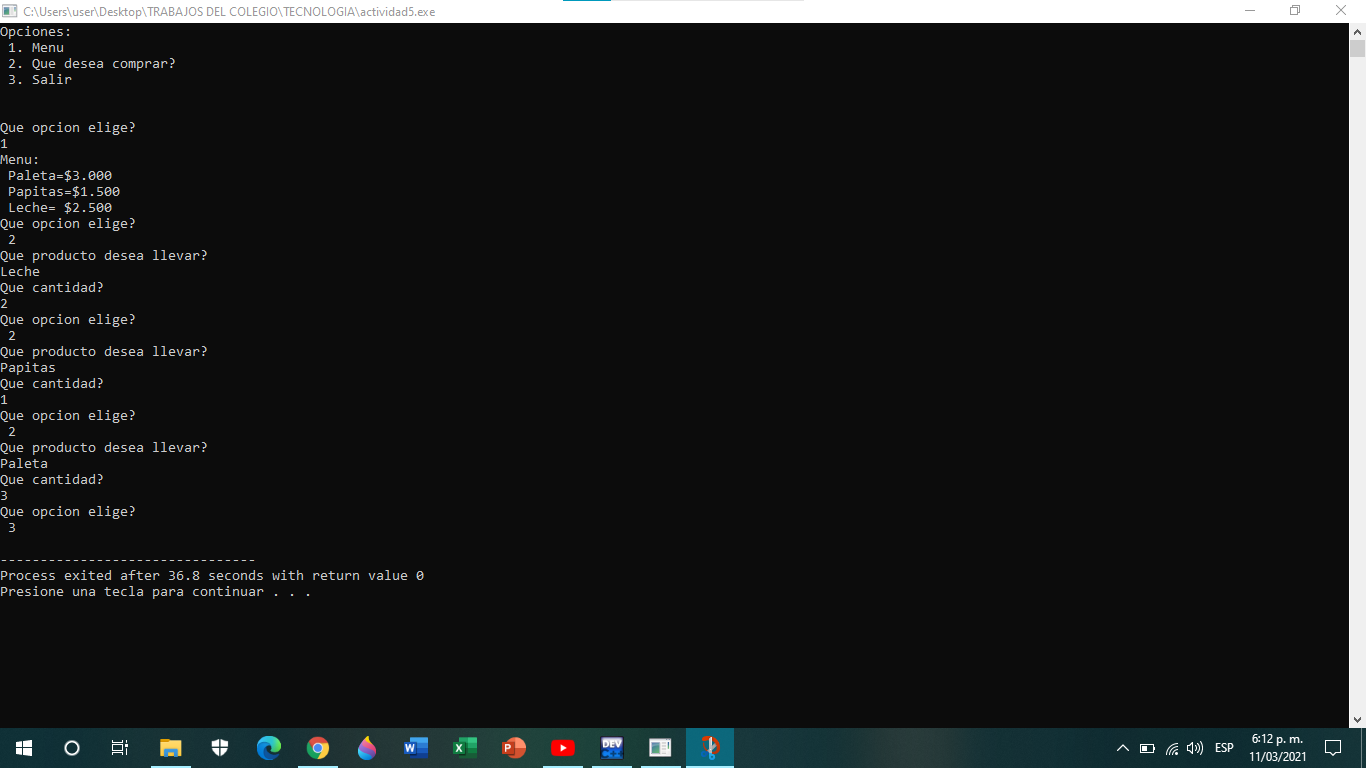 C:\Users\user\Desktop\TRABAJOS DEL COLEGIO\TECNOLOGIA\actividad5.exe
Opciones:
1. Menu
2. Que desea comprar?
3. Salir
Que opcion elige?
1
Menu:
Paleta=$3.000
Papitas=$1.500
Leche= $2.500
Que opcion elige?
2
Que producto desea llevar?
Leche
Que cantidad?
2
Que opcion elige?
2
Que producto desea llevar?
Papitas
Que cantidad?
1
Que opcion elige?
2
Que producto desea llevar?
Paleta
Que cantidad?
3
Que opcion elige?
3
--------------------------------
Process exited after 36.8 seconds with return value 0
Presione una tecla para continuar . . .
W X P DEV C++ ESP 6:12 p. m.
11/03/2021